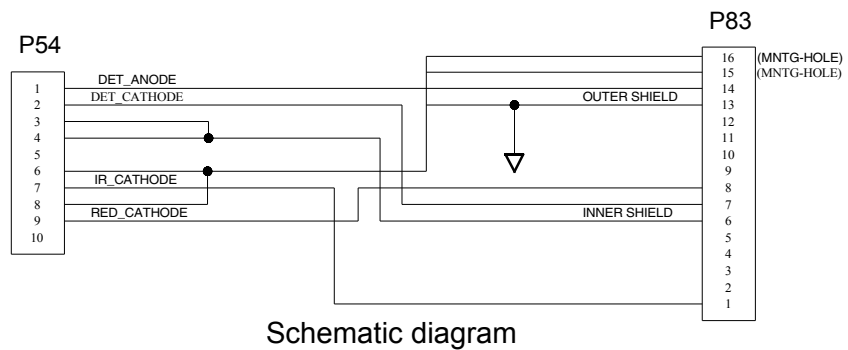 P83
P54
16 (MNTG-HOLE)
15 (MNTG-HOLE)
1 DET_ANODE 14
2 DET_CATHODE OUTER SHIELD 13
3 12
4 11
5 10
6 9
7 IR_CATHODE 8
8 7
9 RED_CATHODE INNER SHIELD 6
10 5
4
3
2
1
Schematic diagram